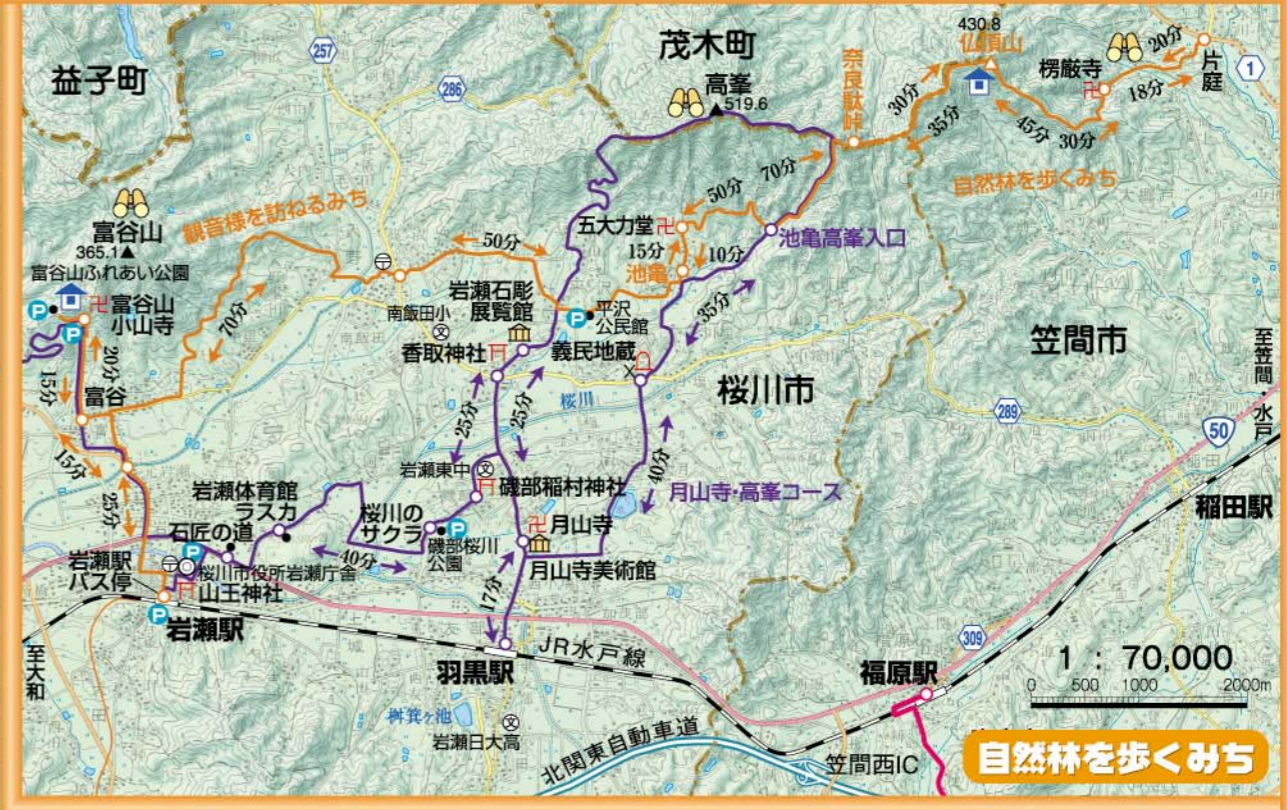 益子町
257
286
茂木町
高峯
519.6
奈良駄峠
430.8
仏頂山
楞厳寺
20分
18分
片庭
1
30分
35分
45分
30分
自然林を歩くみち
富谷山
365.1
富谷山ふれあい公園
観音様を訪ねるみち
P
P
富谷山
小山寺
70分
50分
五大力堂
50分
70分
15分
池亀
10分
池亀高峯入口
35分
岩瀬石彫
展覧館
南飯田小
文
南飯田
P
平沢
公民館
香取神社
義民地蔵
桜川市
笠間市
至笠間・水戸
20分
15分
富谷
15分
25分
25分
25分
桜川
289
50
40分
岩瀬東中
文
磯部稲村神社
月山寺・高峯コース
岩瀬体育館
ラスカ
石匠の道
桜川の
サクラ
P
磯部桜川
公園
月山寺
月山寺美術館
稲田駅
40分
P
岩瀬駅
バス停
桜川市役所岩瀬庁舎
山王神社
P
岩瀬駅
17分
至大和
羽黒駅
JR水戸線
福原駅
309
1 : 70,000
0 500 1000 2000m
桝箕ヶ池
文
岩瀬日大高
北関東自動車道
笠間西IC
自然林を歩くみち